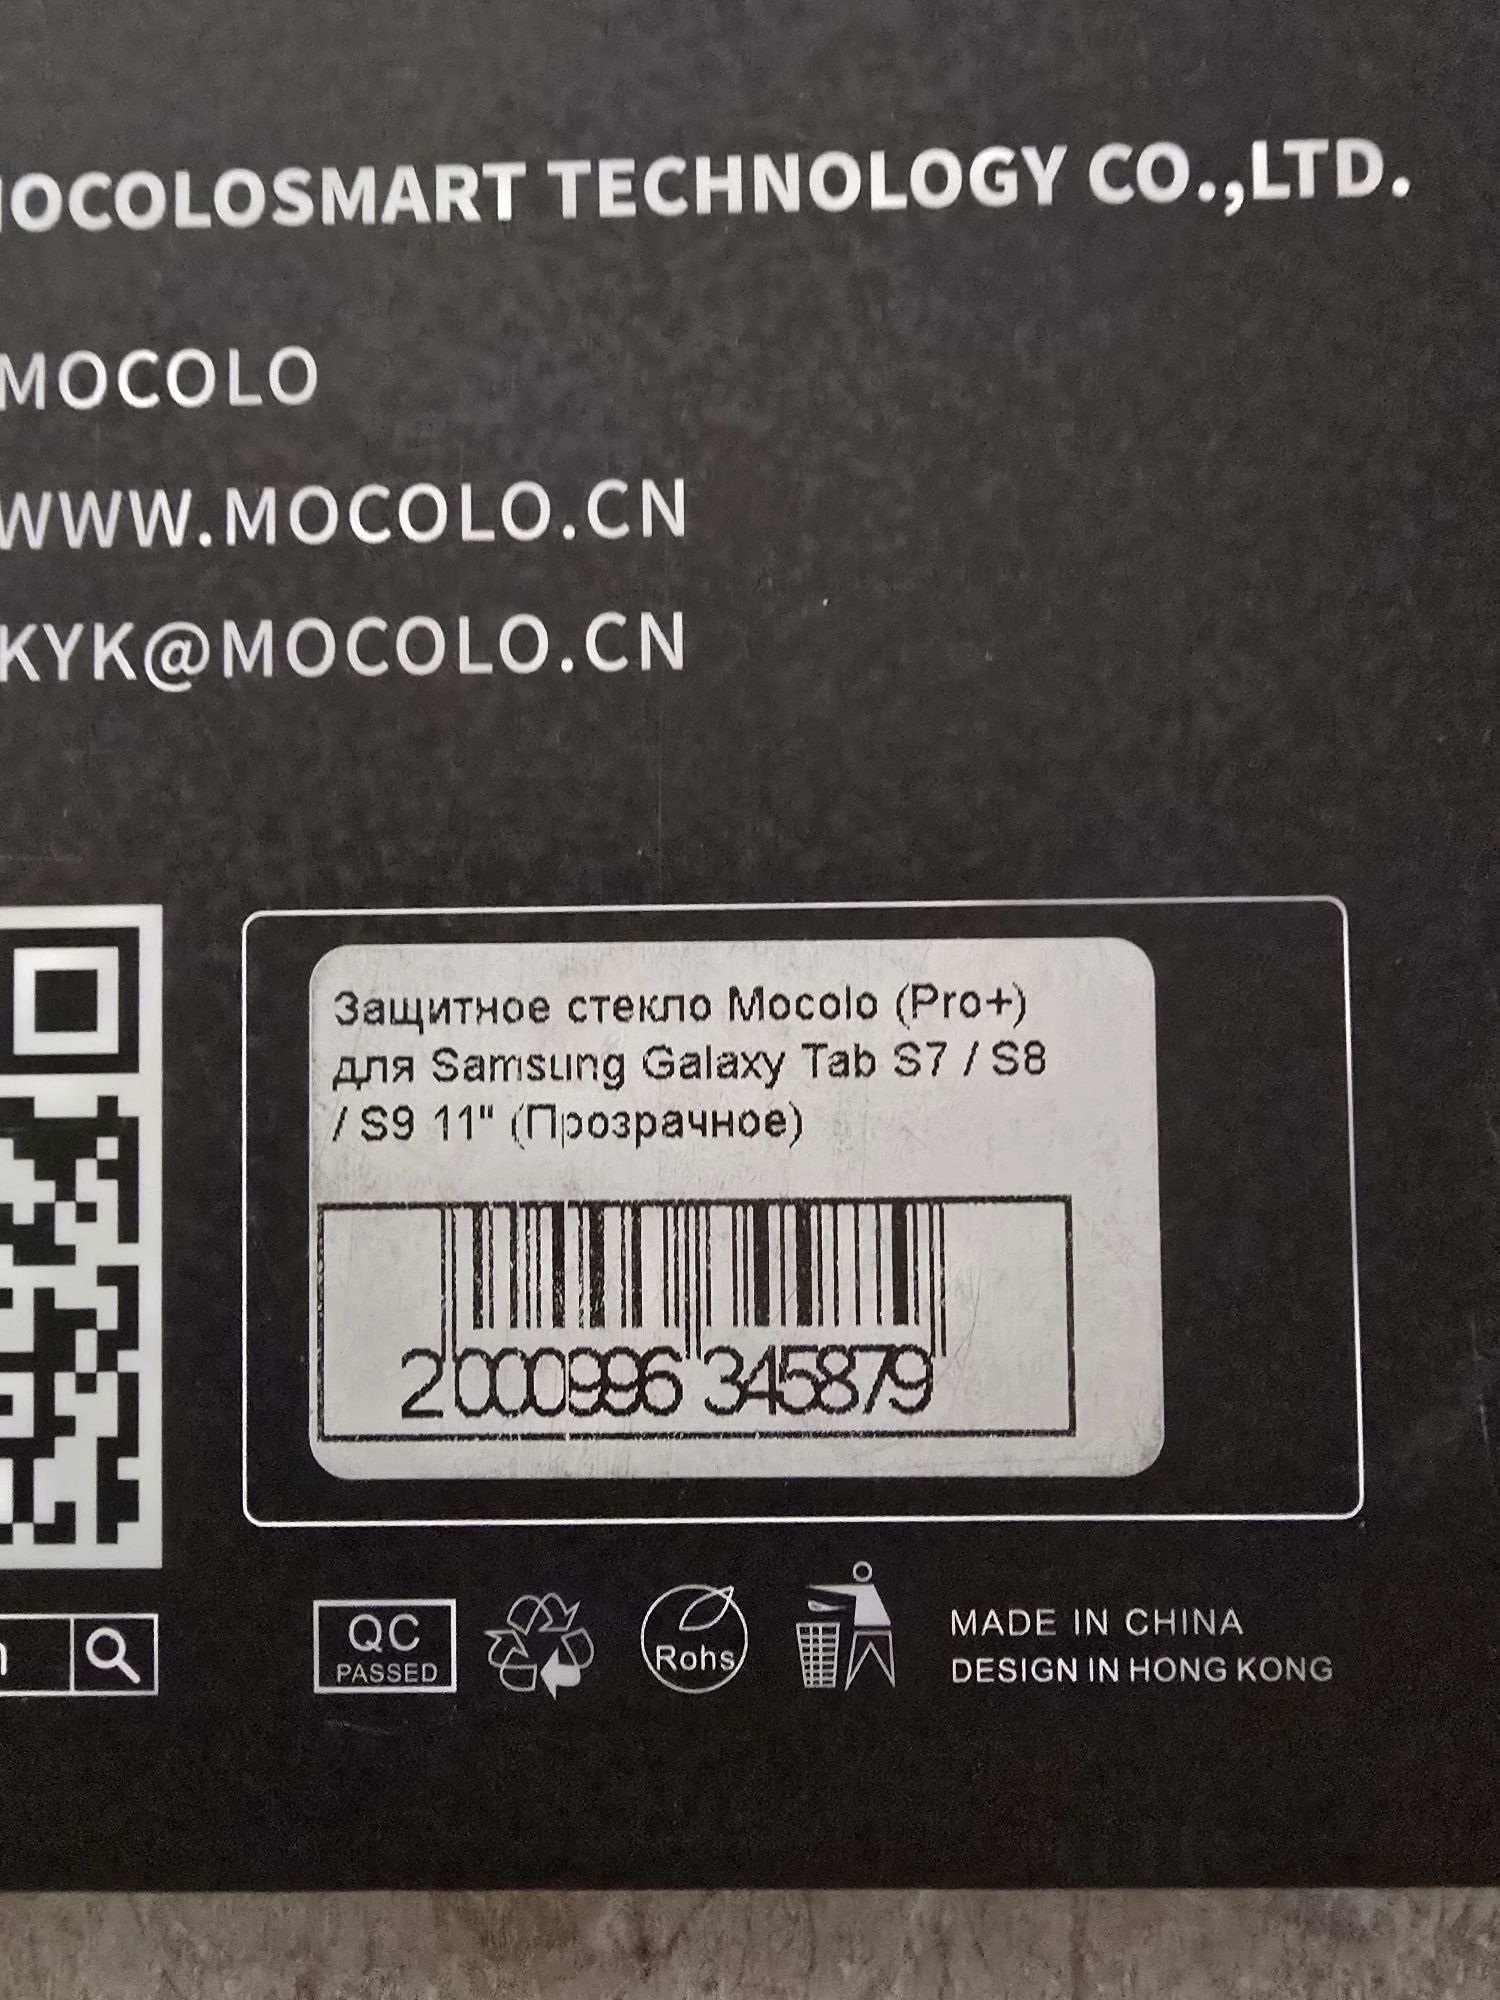 MOCOLOSMART TECHNOLOGY CO.,LTD.
MOCOLO
WWW.MOCOLO.CN
KYK@MOCOLO.CN
Защитное стекло Mocolo (Pro+)
для Samsung Galaxy Tab S7 / S8
/ S9 11" (Прозрачное)
2 000996 345879
QC
PASSED
Rohs
MADE IN CHINA
DESIGN IN HONG KONG